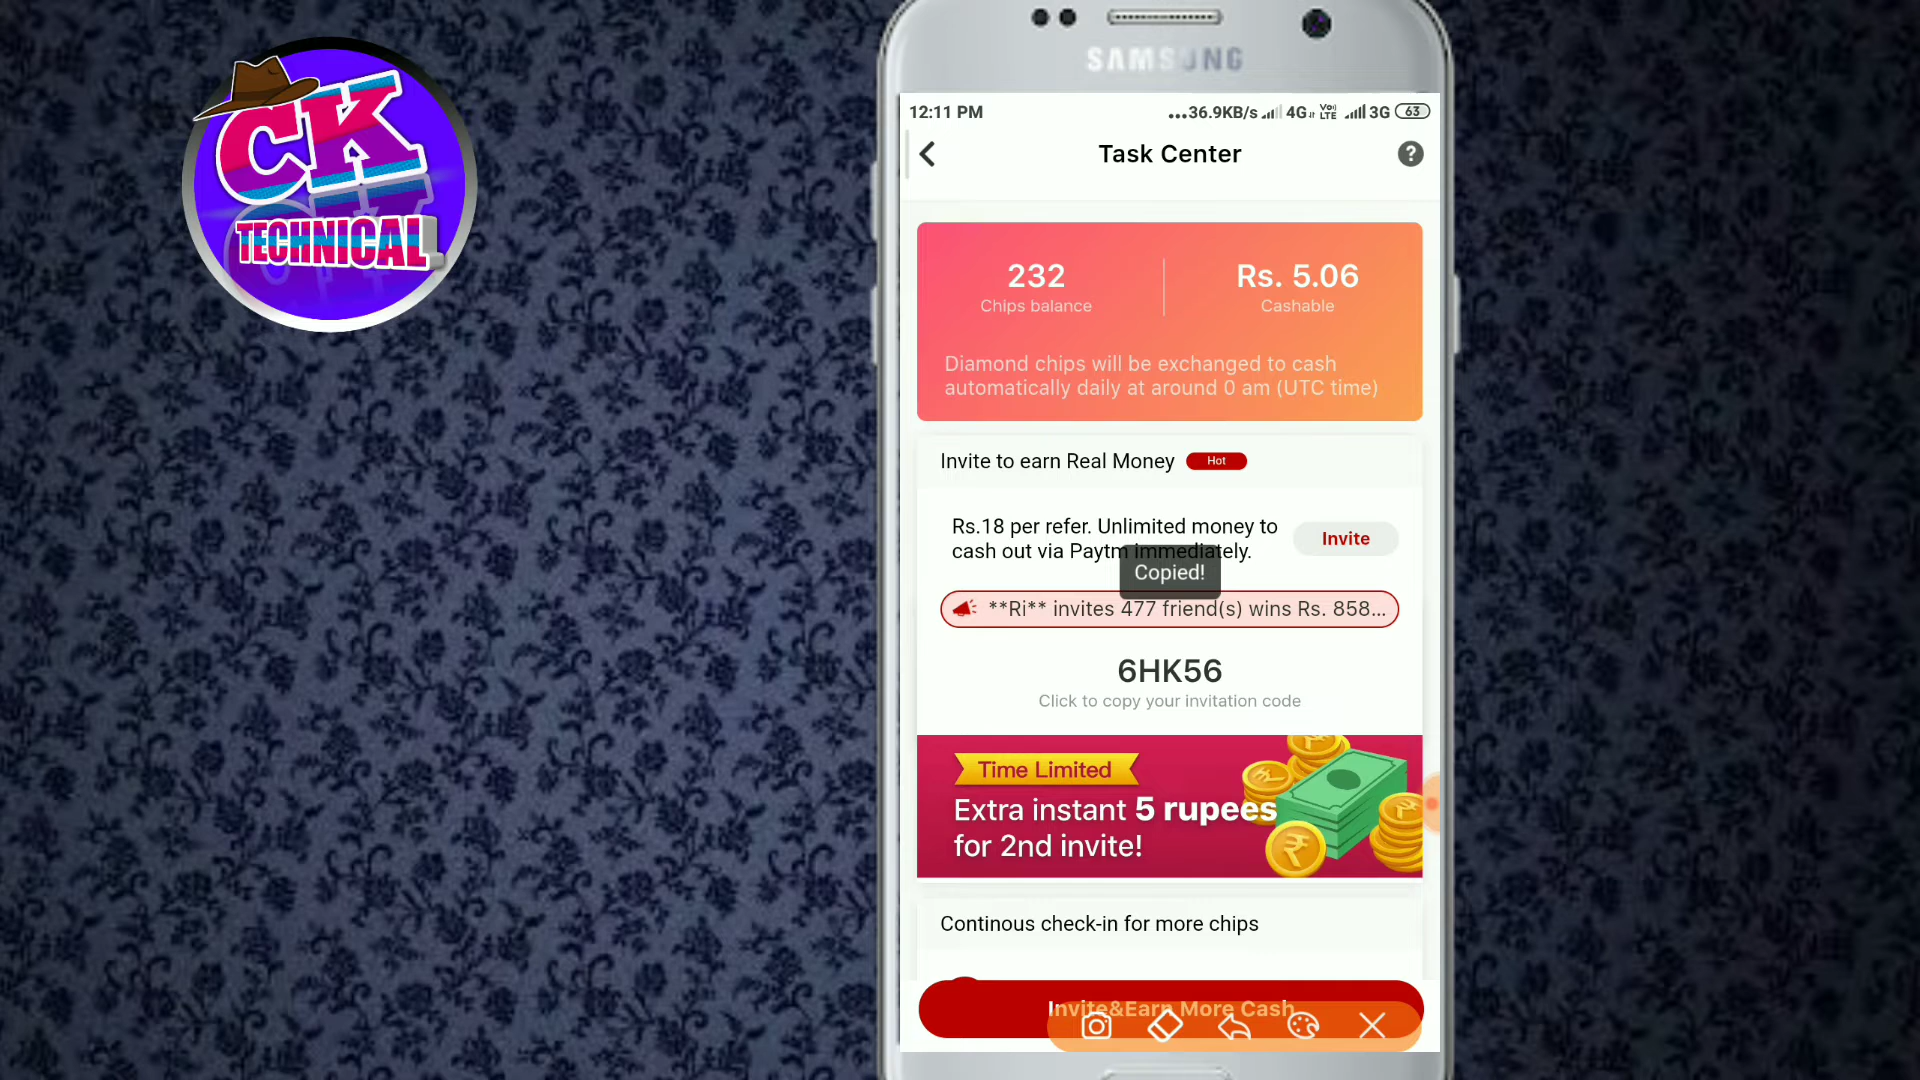 CK
TECHNICAL
SAMSUNG
12:11 PM
...36.9KB/s 4G Vo) LTE 3G 63
Task Center
?
232
Chips balance
Rs. 5.06
Cashable
Diamond chips will be exchanged to cash
automatically daily at around 0 am (UTC time)
Invite to earn Real Money Hot
Rs.18 per refer. Unlimited money to
cash out via Paytm immediately.
Invite
Copied!
**Ri** invites 477 friend(s) wins Rs. 858...
6HK56
Click to copy your invitation code
Time Limited
Extra instant 5 rupees
for 2nd invite!
Continous check-in for more chips
Invite&Earn More Cash